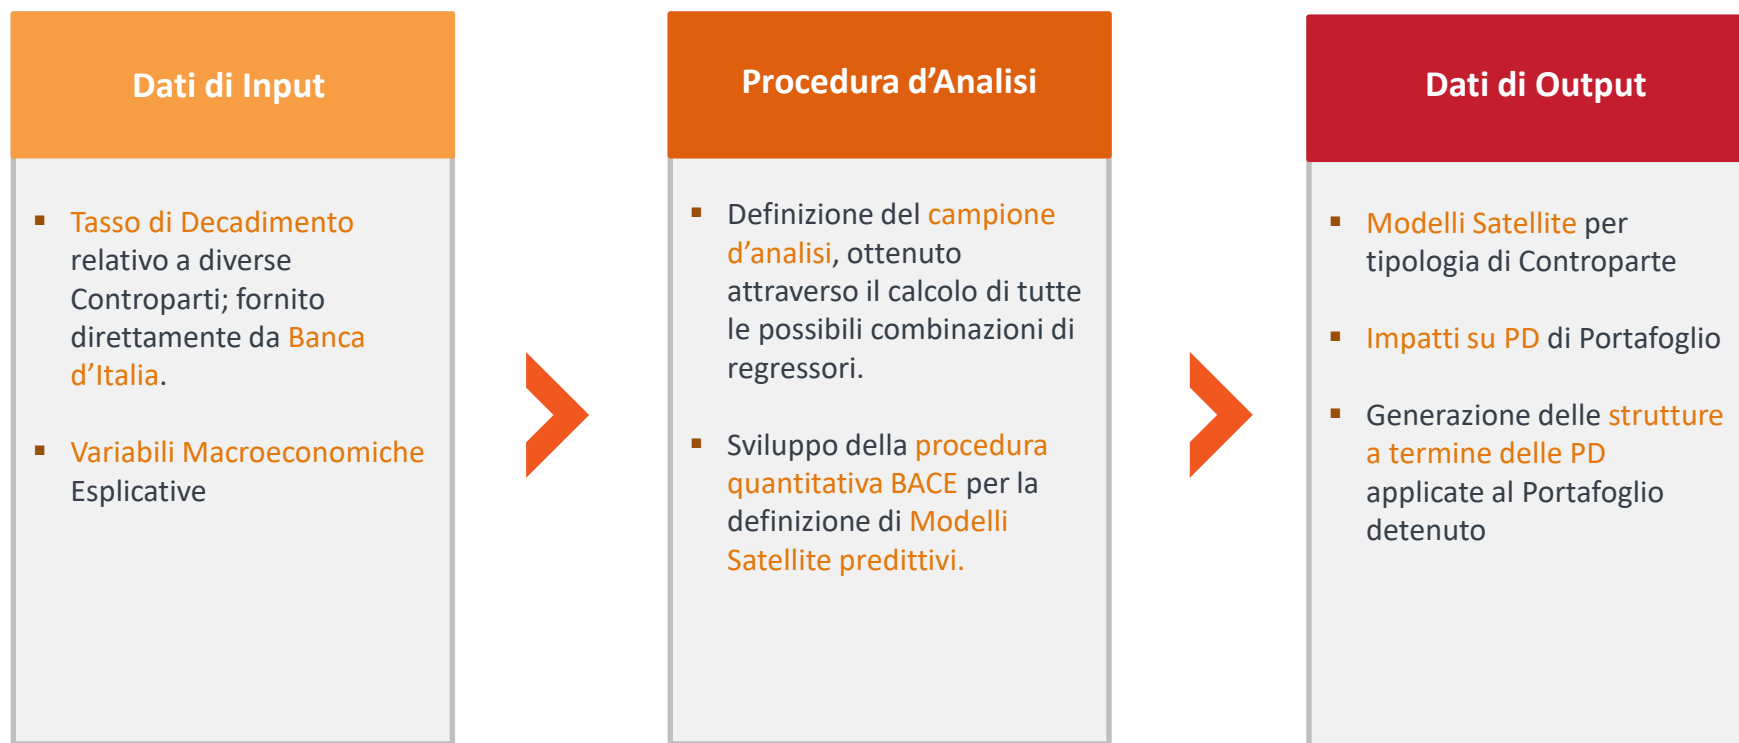 Dati di Input
Tasso di Decadimento
relativo a diverse
Controparti; fornito
direttamente da Banca
d’Italia.
Variabili Macroeconomiche
Esplicative
Procedura d’Analisi
Definizione del campione
d’analisi, ottenuto
attraverso il calcolo di tutte
le possibili combinazioni di
regressori.
Sviluppo della procedura
quantitativa BACE per la
definizione di Modelli
Satellite predittivi.
Dati di Output
Modelli Satellite per
tipologia di Controparte
Impatti su PD di Portafoglio
Generazione delle strutture
a termine delle PD
applicate al Portafoglio
detenuto